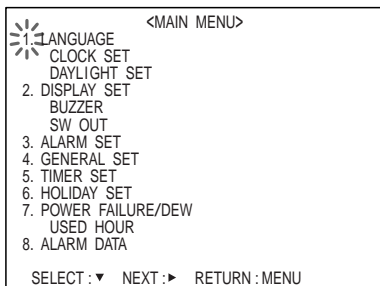 <MAIN MENU>
1. LANGUAGE
CLOCK SET
DAYLIGHT SET
2. DISPLAY SET
BUZZER
SW OUT
3. ALARM SET
4. GENERAL SET
5. TIMER SET
6. HOLIDAY SET
7. POWER FAILURE/DEW
USED HOUR
8. ALARM DATA
SELECT : ▼ NEXT : ► RETURN : MENU